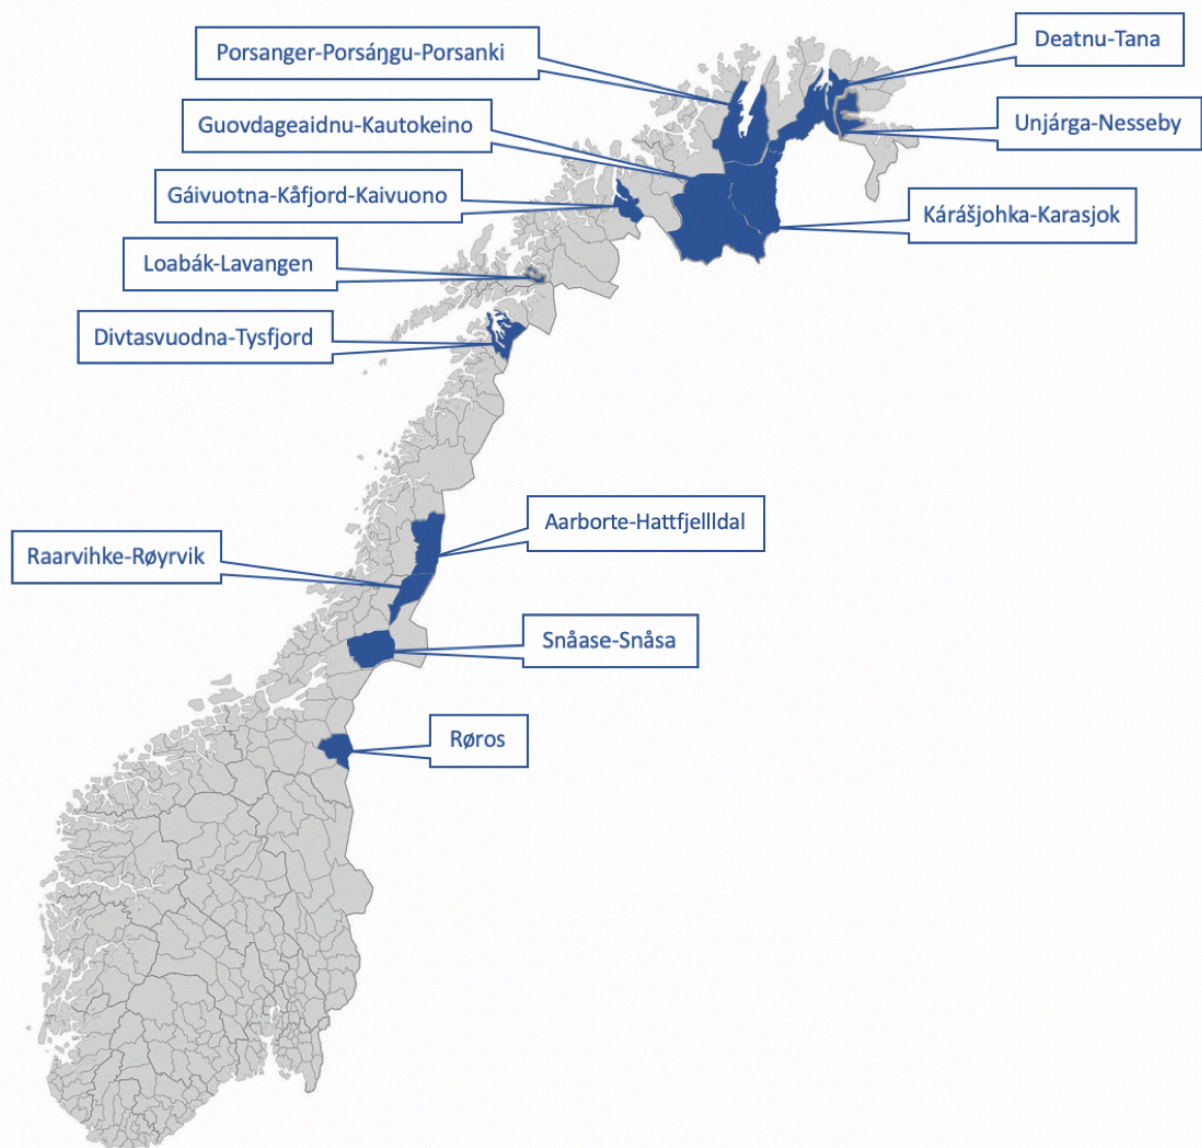 Porsanger-Porsáŋgu-Porsanki
Deatnu-Tana
Guovdageaidnu-Kautokeino
Unjárga-Nesseby
Gáivuotna-Kåfjord-Kaivuono
Kárášjohka-Karasjok
Loabák-Lavangen
Divtasvuodna-Tysfjord
Aarborte-Hattfjellldal
Raarvihke-Røyrvik
Snåase-Snåsa
Røros